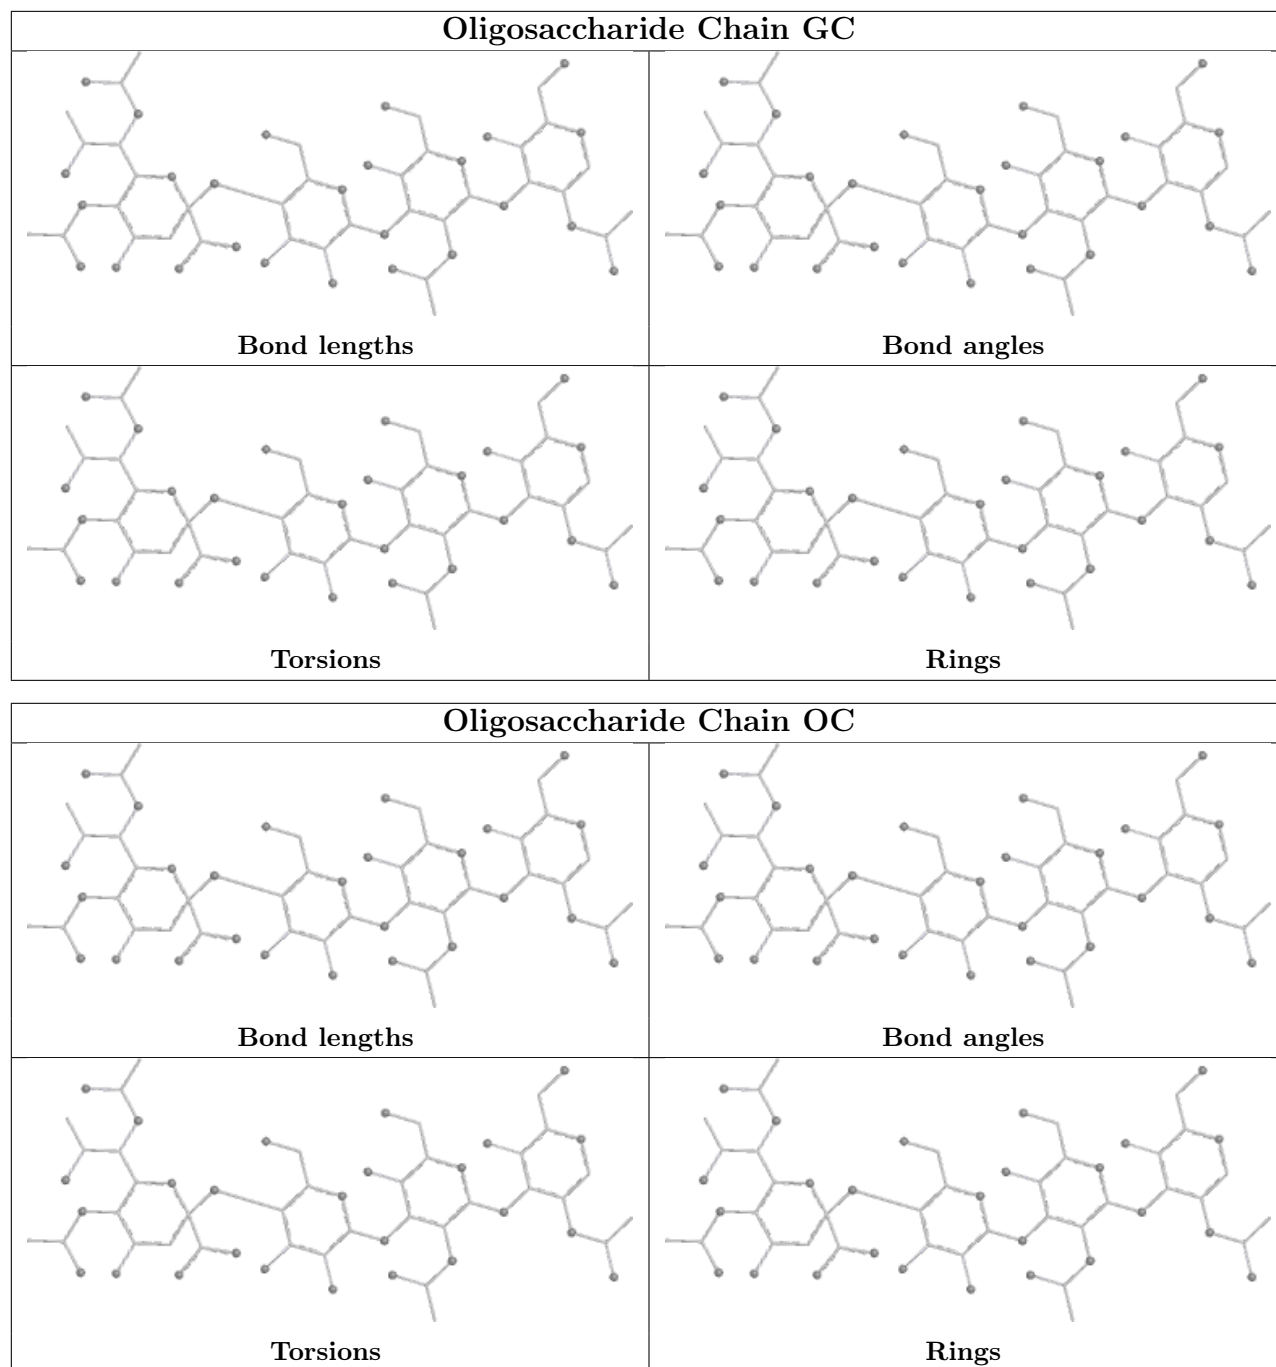 Oligosaccharide Chain GC
Bond lengths
Bond angles
Torsions
Rings
Oligosaccharide Chain OC
Bond lengths
Bond angles
Torsions
Rings